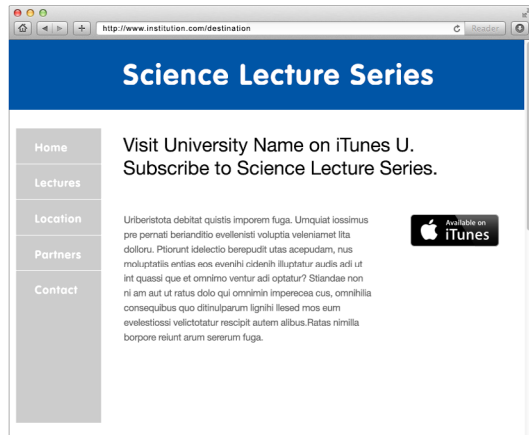 http://www.institution.com/destination
Reader
Science Lecture Series
Home
Lectures
Location
Partners
Contact
Visit University Name on iTunes U.
Subscribe to Science Lecture Series.
Uriberistota debitat quistis imporem fuga. Umquiat iossimus
pre pernati berianditio evellenisti voluptia veleniamet lita
dolloru. Ptiorunt idelectio berepudit utas acepudam, nus
moluptatiis entias eos evenihi cidenih illuptatur audis adi ut
int quassi que et omnimo ventur adi optatur? Stiandae non
ni am aut ut ratus dolo qui omnimin imperecea cus, omnihilia
consequibus quo ditinulparum lignihi llesed mos eum
evelestiossi velictotatur rescipit autem alibus.Ratas nimilla
borpore reiunt arum sererum fuga.
Available on
iTunes